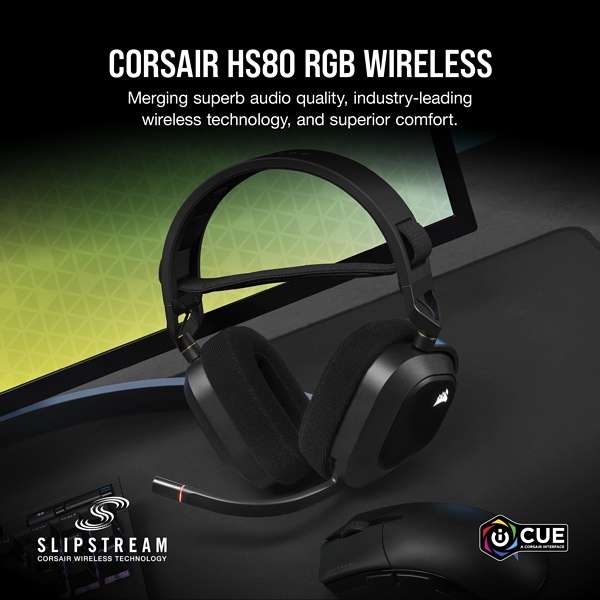 CORSAIR HS80 RGB WIRELESS
Merging superb audio quality, industry-leading
wireless technology, and superior comfort.
SLIPSTREAM
CORSAIR WIRELESS TECHNOLOGY
iCUE
A CORSAIR INTERFACE